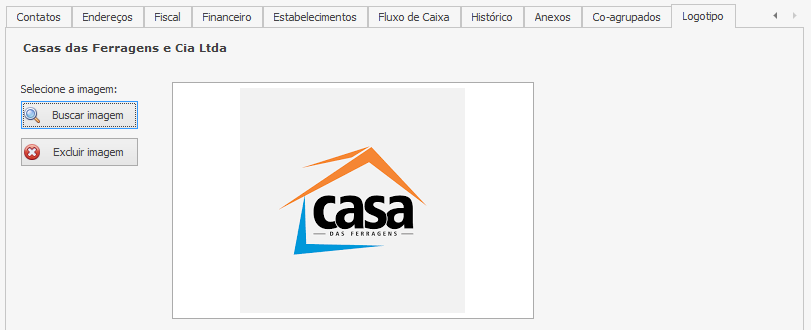 Contatos Endereços Fiscal Financeiro Estabelecimentos Fluxo de Caixa Histórico Anexos Co-agrupados Logotipo
Casas das Ferragens e Cia Ltda
Selecione a imagem:
Buscar imagem
Excluir imagem
casa
DAS FERRAGENS